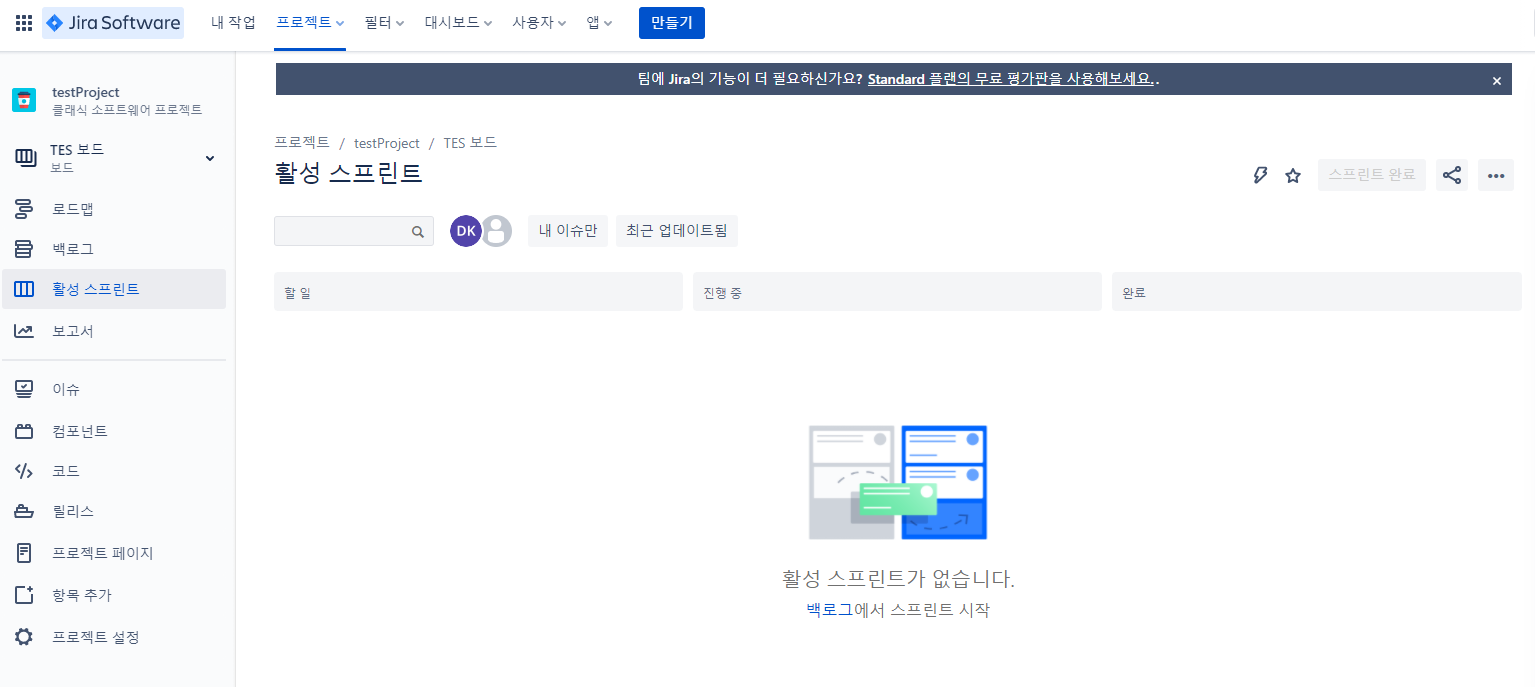 Jira Software 내 작업 프로젝트 필터 대시보드 사용자 앱 만들기
팀에 Jira의 기능이 더 필요하신가요? Standard 플랜의 무료 평가판을 사용해보세요..
testProject
클래식 소프트웨어 프로젝트
TES 보드
보드
로드맵
백로그
활성 스프린트
보고서
이슈
컴포넌트
코드
릴리스
프로젝트 페이지
항목 추가
프로젝트 설정
프로젝트 / testProject / TES 보드
활성 스프린트
스프린트 완료
DK 내 이슈만 최근 업데이트됨
할 일 진행 중 완료
활성 스프린트가 없습니다.
백로그에서 스프린트 시작